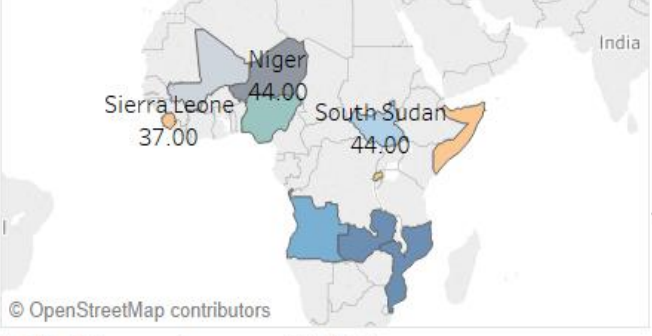 India
Niger
44.00
Sierra Leone
37.00
South Sudan
44.00
© OpenStreetMap contributors